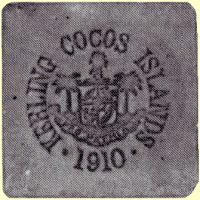 KEELING COCOS ISLANDS
· 1910 ·